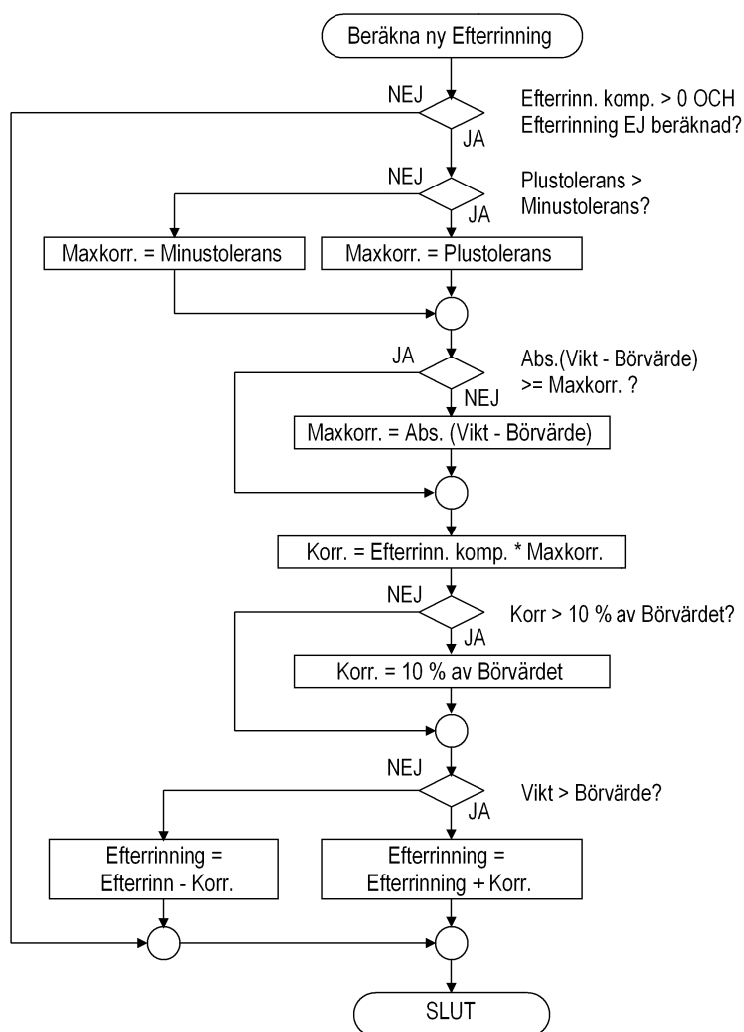 Beräkna ny Efterrinning
NEJ
Efterrinn. komp. > 0 OCH
Efterrinning EJ beräknad?
JA
NEJ
Plustolerans >
Minustolerans?
JA
Maxkorr. = Minustolerans
Maxkorr. = Plustolerans
JA
Abs.(Vikt - Börvärde)
>= Maxkorr. ?
NEJ
Maxkorr. = Abs. (Vikt - Börvärde)
Korr. = Efterrinn. komp. * Maxkorr.
NEJ
Korr > 10 % av Börvärdet?
JA
Korr. = 10 % av Börvärdet
NEJ
Vikt > Börvärde?
JA
Efterrinning =
Efterrinn - Korr.
Efterrinning =
Efterrinning + Korr.
SLUT